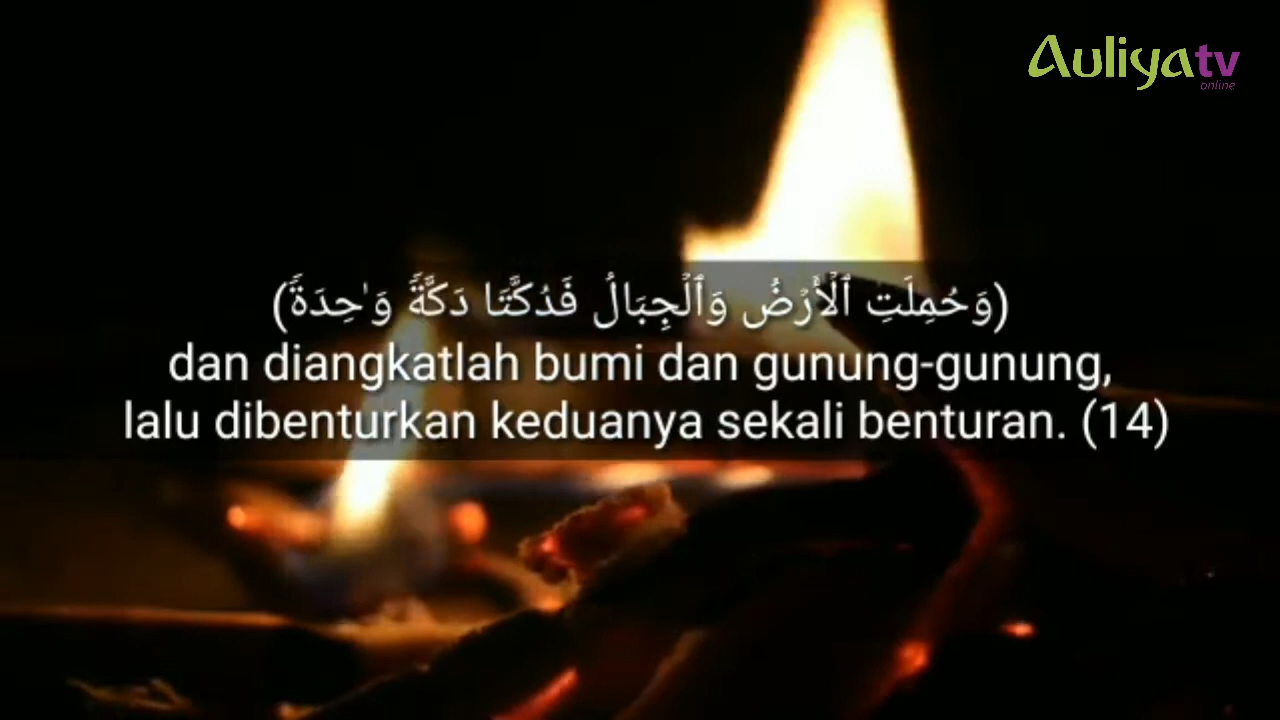 Auliyatv
online
(وَحُمِلَتِ ٱلْأَرْضُ وَٱلْجِبَالُ فَدُكَّتَا دَكَّةًۭ وَٰحِدَةًۭ)
dan diangkatlah bumi dan gunung-gunung,
lalu dibenturkan keduanya sekali benturan. (14)